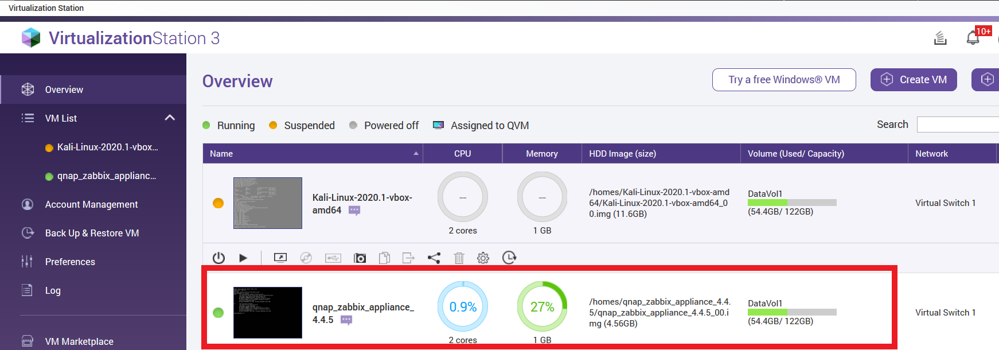 Virtualization Station
VirtualizationStation 3
10+
Overview
VM List
Kali-Linux-2020.1-vbox...
qnap_zabbix_applianc...
Account Management
Back Up & Restore VM
Preferences
Log
VM Marketplace
Overview
Try a free Windows® VM
Create VM
Running
Suspended
Powered off
Assigned to QVM
Search
Name
CPU
Memory
HDD Image (size)
Volume (Used/ Capacity)
Network
Kali-Linux-2020.1-vbox-
amd64
--
2 cores
--
1 GB
/homes/Kali-Linux-2020.1-vbox-amd
64/Kali-Linux-2020.1-vbox-amd64_0
0.img (11.6GB)
DataVol1
(54.4GB/ 122GB)
Virtual Switch 1
qnap_zabbix_appliance_
4.4.5
0.9%
2 cores
27%
1 GB
/homes/qnap_zabbix_appliance_4.4.
5/qnap_zabbix_appliance_4.4.5_00.i
mg (4.56GB)
DataVol1
(54.4GB/ 122GB)
Virtual Switch 1